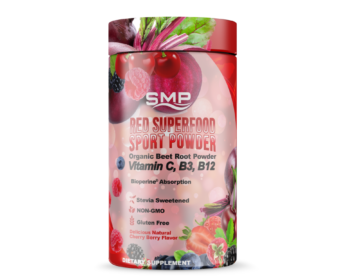 SMP
RED SUPERFOOD
SPORT POWDER
Organic Beet Root Powder
Vitamin C, B3, B12
Bioperine® Absorption
Stevia Sweetened
NON-GMO
Gluten Free
Delicious Natural
Cherry Berry Flavor
DIETARY SUPPLEMENT